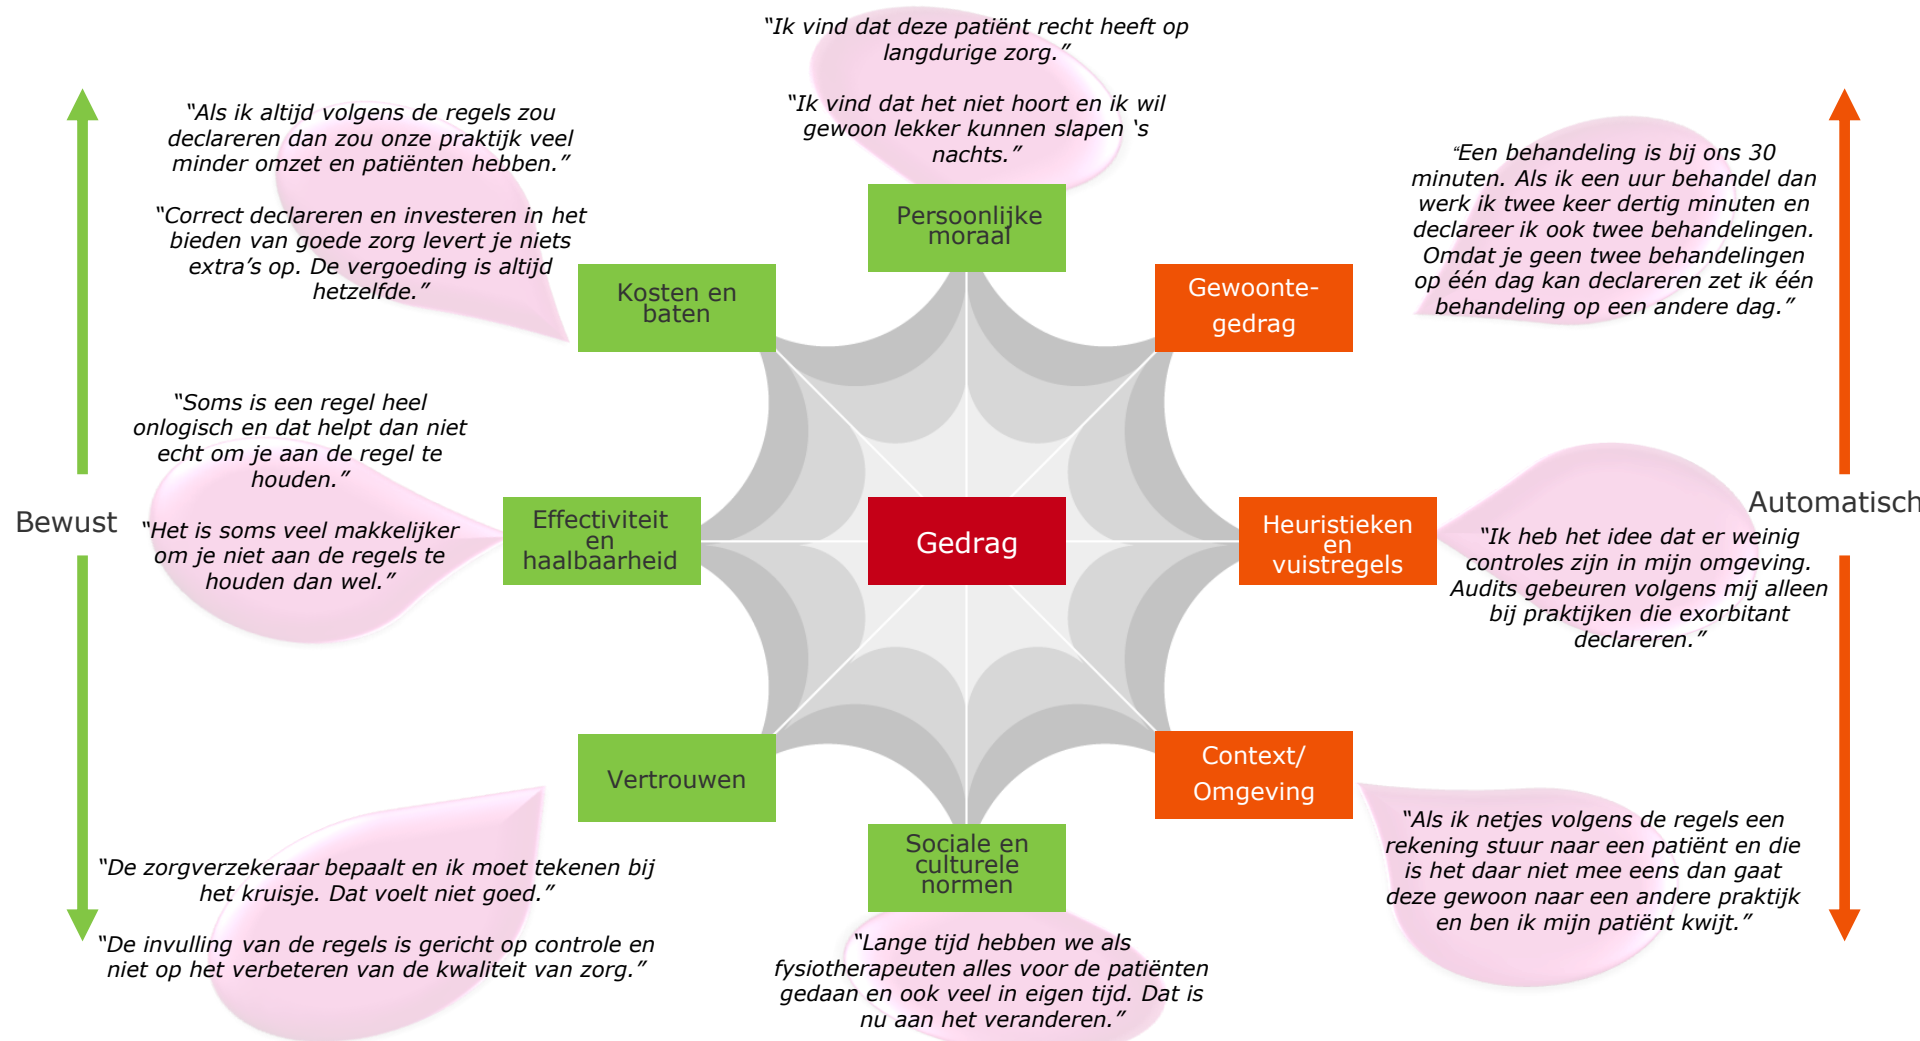 “Ik vind dat deze patiënt recht heeft op
langdurige zorg.”
“Ik vind dat het niet hoort en ik wil
gewoon lekker kunnen slapen ‘s
nachts.”
“Als ik altijd volgens de regels zou
declareren dan zou onze praktijk veel
minder omzet en patiënten hebben.”
“Correct declareren en investeren in het
bieden van goede zorg levert je niets
extra’s op. De vergoeding is altijd
hetzelfde.”
“Een behandeling is bij ons 30
minuten. Als ik een uur behandel dan
werk ik twee keer dertig minuten en
declareer ik ook twee behandelingen.
Omdat je geen twee behandelingen
op één dag kan declareren zet ik één
behandeling op een andere dag.”
Persoonlijke
moraal
Kosten en
baten
Gewoonte-
gedrag
“Soms is een regel heel
onlogisch en dat helpt dan niet
echt om je aan de regel te
houden.”
“Het is soms veel makkelijker
om je niet aan de regels te
houden dan wel.”
Bewust
Effectiviteit
en
haalbaarheid
Gedrag
Heuristieken
en
vuistregels
Automatisch
“Ik heb het idee dat er weinig
controles zijn in mijn omgeving.
Audits gebeuren volgens mij alleen
bij praktijken die exorbitant
declareren.”
Vertrouwen
Context/
Omgeving
Sociale en
culturele
normen
“De zorgverzekeraar bepaalt en ik moet tekenen bij
het kruisje. Dat voelt niet goed.”
“De invulling van de regels is gericht op controle en
niet op het verbeteren van de kwaliteit van zorg.”
“Lange tijd hebben we als
fysiotherapeuten alles voor de patiënten
gedaan en ook veel in eigen tijd. Dat is
nu aan het veranderen.”
“Als ik netjes volgens de regels een
rekening stuur naar een patiënt en die
is het daar niet mee eens dan gaat
deze gewoon naar een andere praktijk
en ben ik mijn patiënt kwijt.”